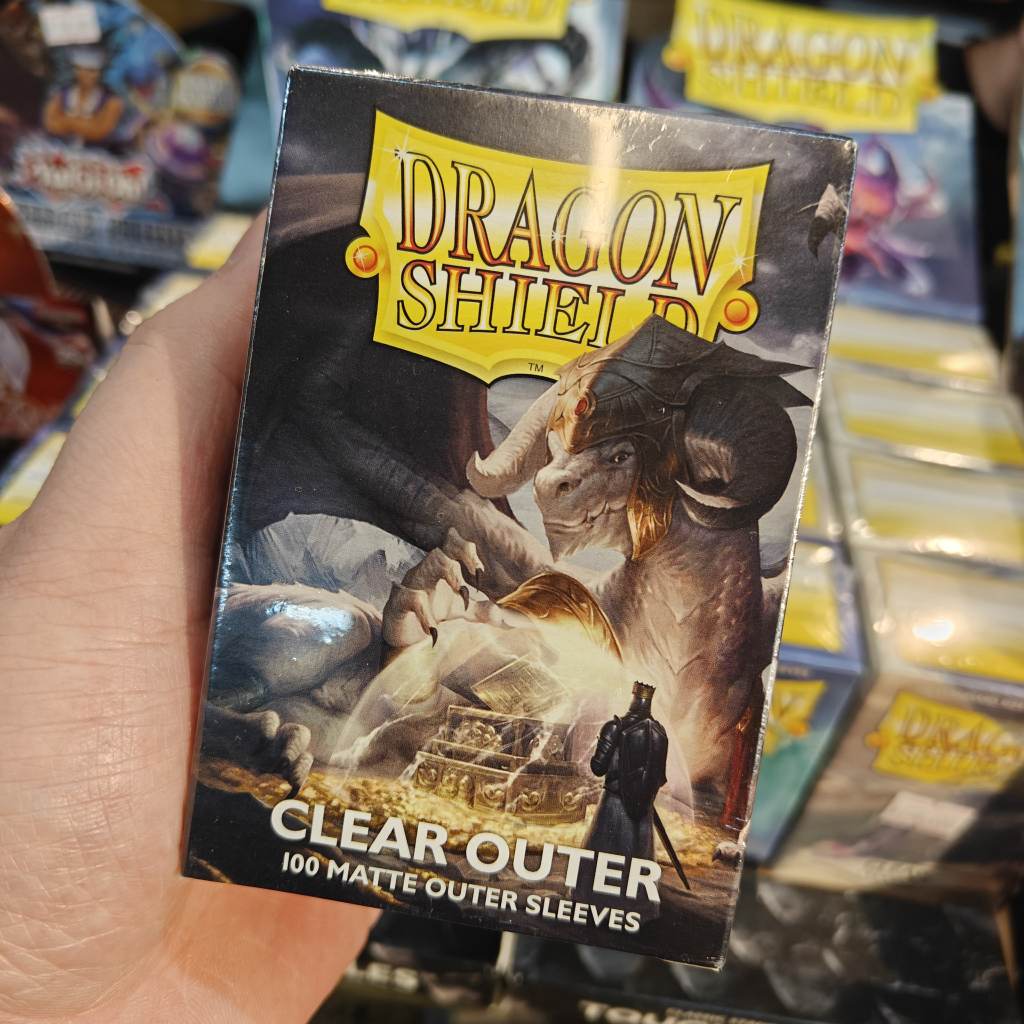 DRAGON
SHIELD
TM
CLEAR OUTER
100 MATTE OUTER SLEEVES
DRAGON
SHIELD
DRAGON
SHIELD